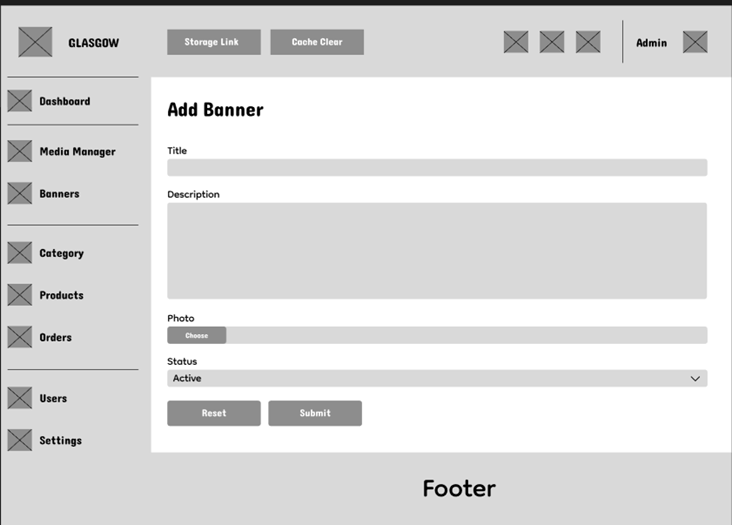 GLASGOW
Storage Link
Cache Clear
Admin
Dashboard
Media Manager
Banners
Category
Products
Orders
Users
Settings
Add Banner
Title
Description
Photo
Choose
Status
Active
Reset
Submit
Footer